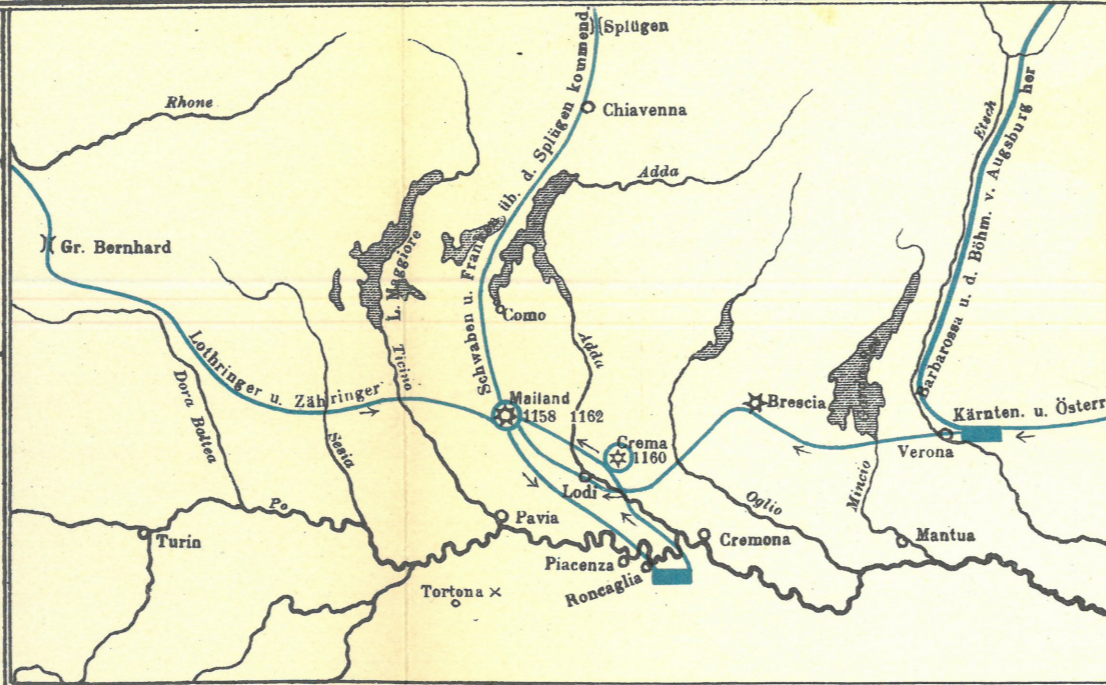 Splügen
Rhone
Chiavenna
Schwaben u. Franken üb. d. Splügen kommend.
Adda
Etsch
Barbarossa u. d. Böhm. v. Augsburg her
Gr. Bernhard
L. Maggiore
Como
Lothringer u. Zähringer
Ticino
Adda
Dora Baltea
Sesia
Mailand
1158 1162
Brescia
Kärnten. u. Österr
Verona
Crema
1160
Lodi
Oglio
Mincio
Po
Pavia
Turin
Cremona
Mantua
Piacenza
Roncaglia
Tortona